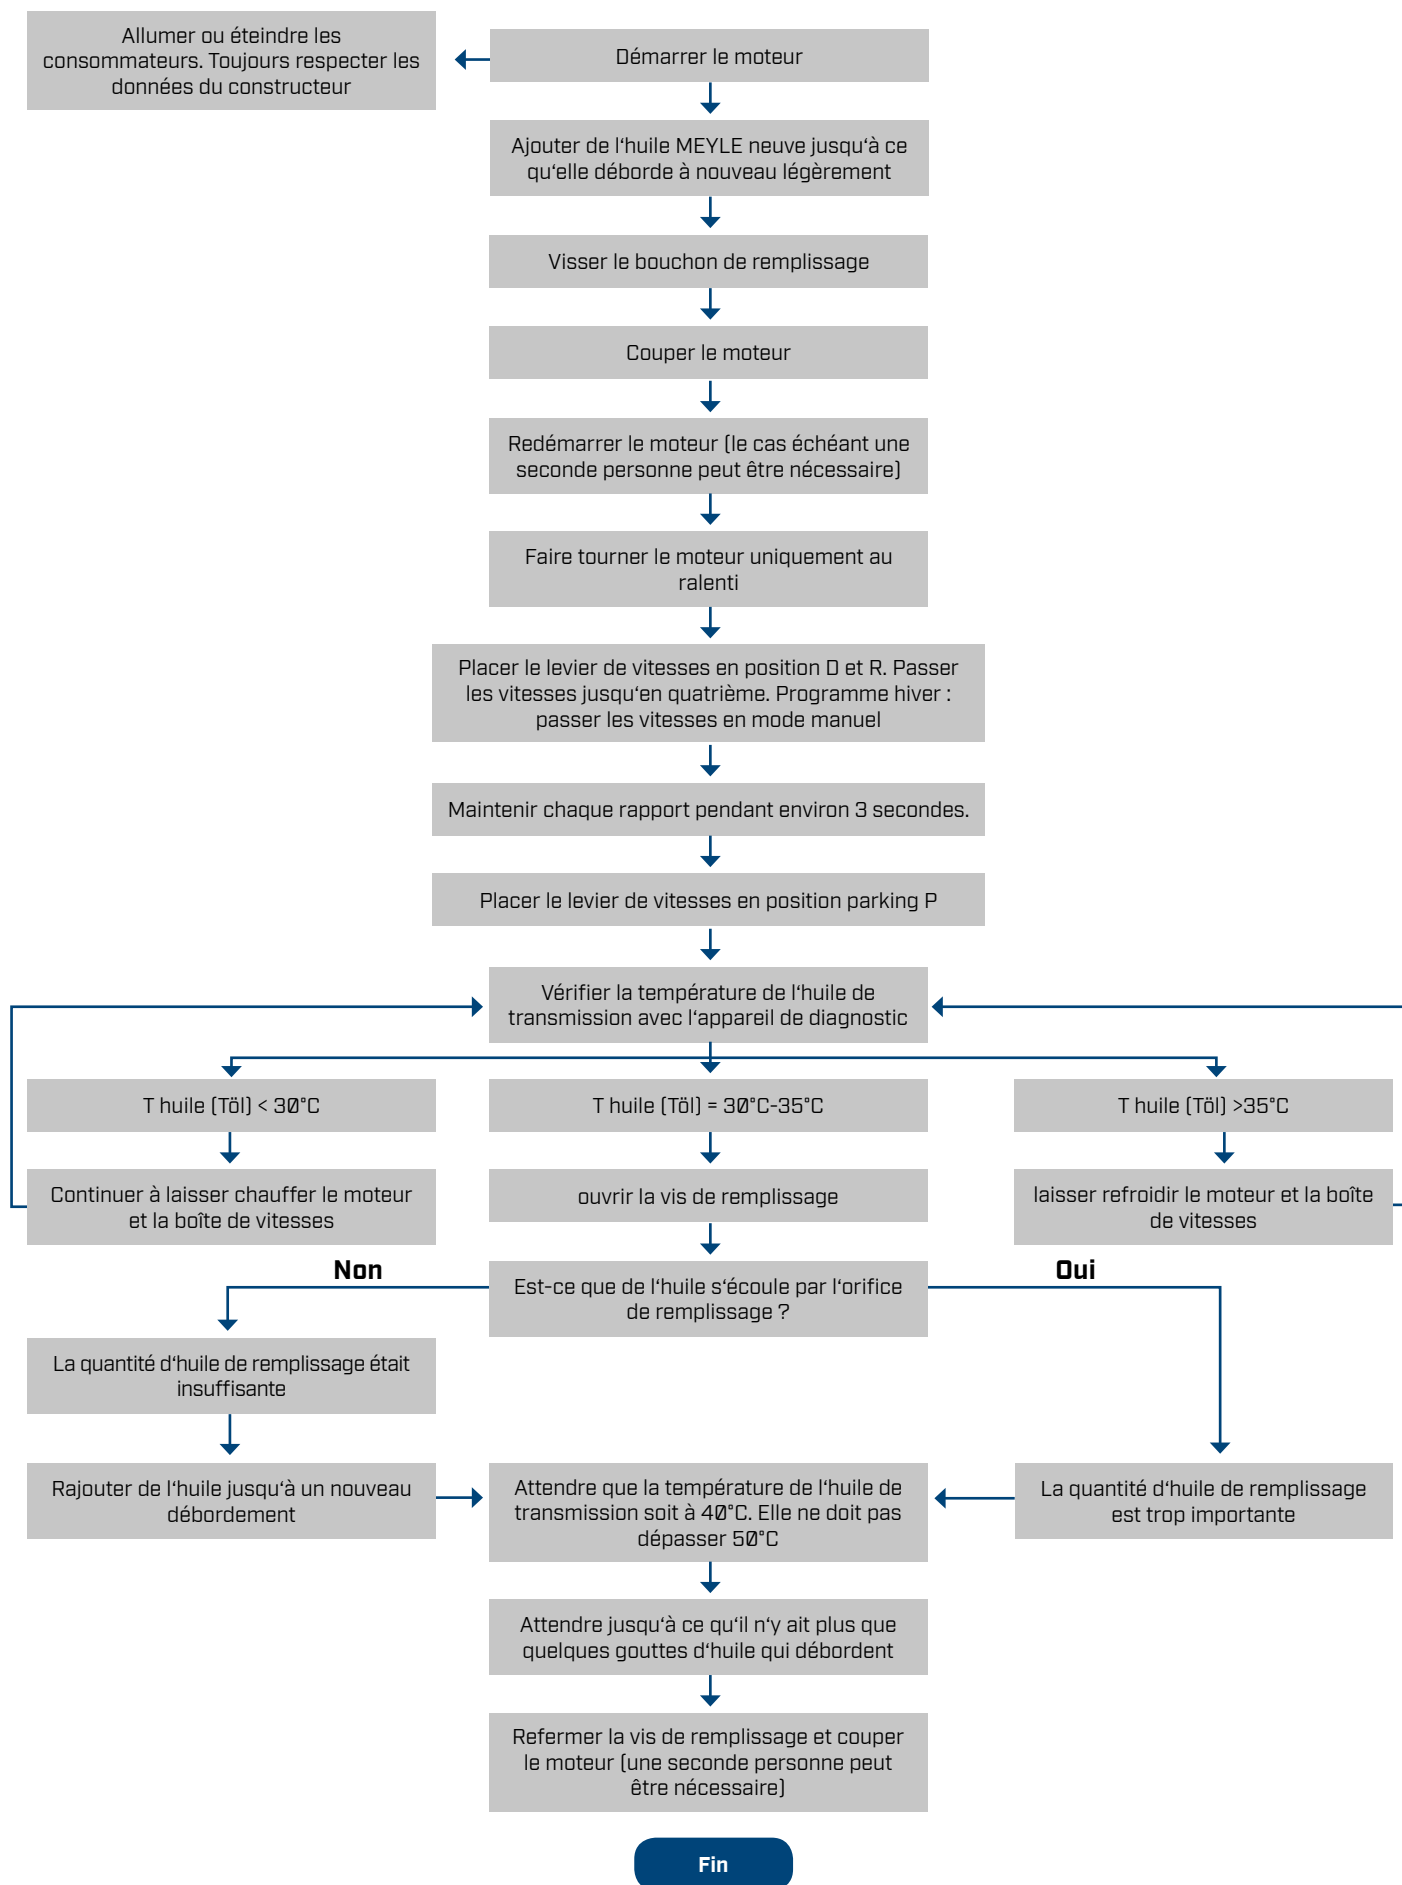 Allumer ou éteindre les
consommateurs. Toujours respecter les
données du constructeur
Démarrer le moteur
Ajouter de l‘huile MEYLE neuve jusqu‘à ce
qu‘elle déborde à nouveau légèrement
Visser le bouchon de remplissage
Couper le moteur
Redémarrer le moteur (le cas échéant une
seconde personne peut être nécessaire)
Faire tourner le moteur uniquement au
ralenti
Placer le levier de vitesses en position D et R. Passer
les vitesses jusqu‘en quatrième. Programme hiver :
passer les vitesses en mode manuel
Maintenir chaque rapport pendant environ 3 secondes.
Placer le levier de vitesses en position parking P
Vérifier la température de l‘huile de
transmission avec l‘appareil de diagnostic
T huile (Töl) < 30°C
T huile (Töl) = 30°C-35°C
T huile (Töl) >35°C
Continuer à laisser chauffer le moteur
et la boîte de vitesses
ouvrir la vis de remplissage
laisser refroidir le moteur et la boîte
de vitesses
Non
Oui
Est-ce que de l‘huile s‘écoule par l‘orifice
de remplissage ?
La quantité d‘huile de remplissage était
insuffisante
Rajouter de l‘huile jusqu‘à un nouveau
débordement
Attendre que la température de l‘huile de
transmission soit à 40°C. Elle ne doit pas
dépasser 50°C
La quantité d‘huile de remplissage
est trop importante
Attendre jusqu‘à ce qu‘il n‘y ait plus que
quelques gouttes d‘huile qui débordent
Refermer la vis de remplissage et couper
le moteur (une seconde personne peut
être nécessaire)
Fin